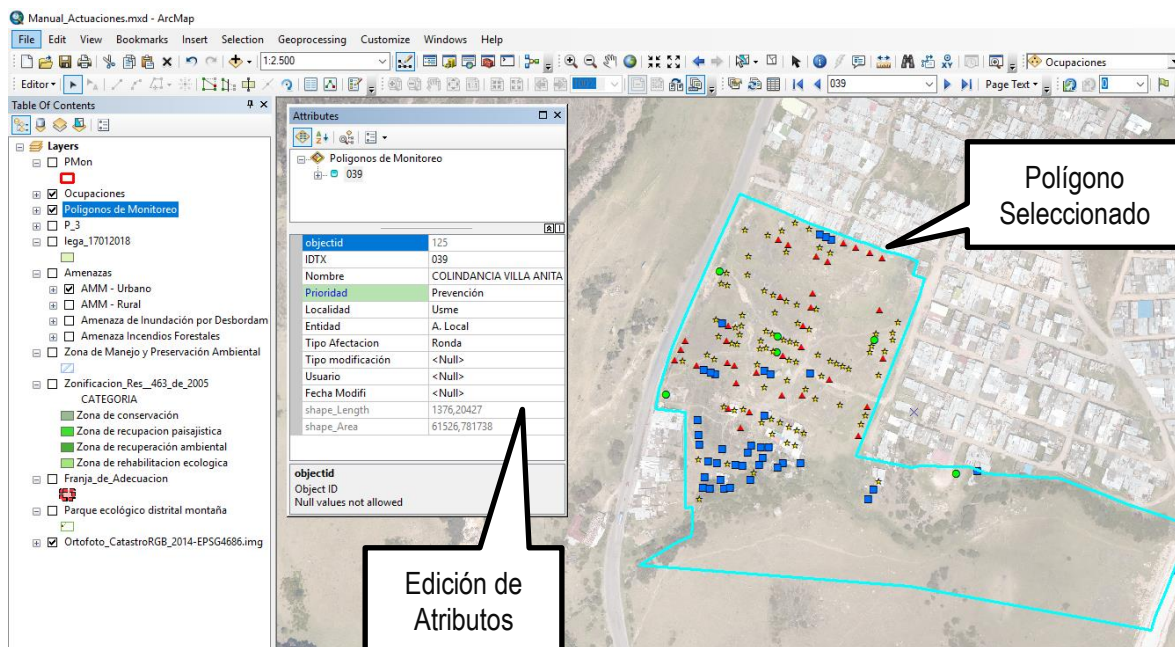 Manual_Actuaciones.mxd - ArcMap
File Edit View Bookmarks Insert Selection Geoprocessing Customize Windows Help
1:2.500
Ocupaciones
Editor
039
Page Text
Table Of Contents
Layers
PMon
Ocupaciones
Poligonos de Monitoreo
P_3
lega_17012018
Amenazas
AMM - Urbano
AMM - Rural
Amenaza de Inundación por Desbordam
Amenaza Incendios Forestales
Zona de Manejo y Preservación Ambiental
Zonificacion_Res__463_de_2005
CATEGORIA
Zona de conservación
Zona de recupacion paisajistica
Zona de recuperación ambiental
Zona de rehabilitacion ecologica
Franja_de_Adecuacion
Parque ecológico distrital montaña
Ortofoto_CatastroRGB_2014-EPSG4686.img
Attributes
Poligonos de Monitoreo
039
objectid 125
IDTX 039
Nombre COLINDANCIA VILLA ANITA
Prioridad Prevención
Localidad Usme
Entidad A. Local
Tipo Afectacion Ronda
Tipo modificación <Null>
Usuario <Null>
Fecha Modifi <Null>
shape_Length 1376,20427
shape_Area 61526,781738
objectid
Object ID
Null values not allowed
Polígono
Seleccionado
Edición de
Atributos